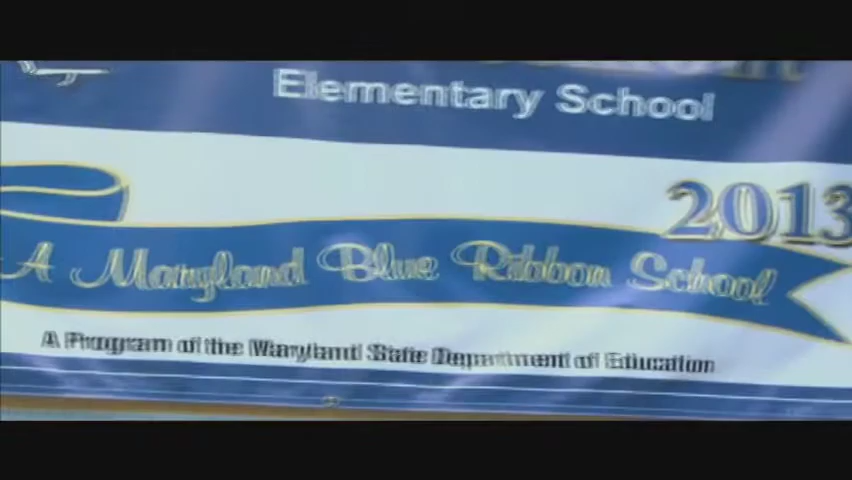 Elementary School
2013
A Maryland Blue Ribbon School
A Program of the Maryland State Department of Education